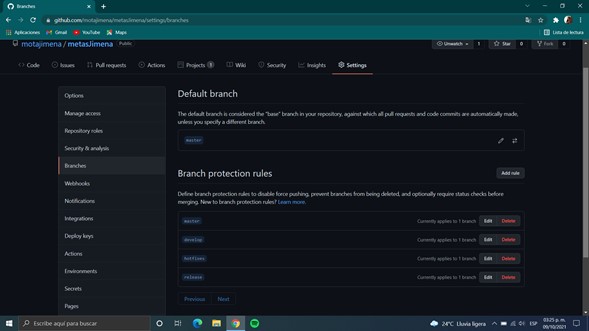 Branches
github.com/motajimena/metasJimena/settings/branches
Aplicaciones Gmail YouTube Maps Lista de lectura
motajimena / metasJimena Public Unwatch 1 Star 0 Fork 0
Code Issues Pull requests Actions Projects 1 Wiki Security Insights Settings
Options
Manage access
Repository roles
Security & analysis
Branches
Webhooks
Notifications
Integrations
Deploy keys
Actions
Environments
Secrets
Pages
Default branch
The default branch is considered the "base" branch in your repository, against which all pull requests and code commits are automatically made,
unless you specify a different branch.
master
Branch protection rules Add rule
Define branch protection rules to disable force pushing, prevent branches from being deleted, and optionally require status checks before
merging. New to branch protection rules? Learn more.
master Currently applies to 1 branch Edit Delete
develop Currently applies to 1 branch Edit Delete
hotfixes Currently applies to 1 branch Edit Delete
release Currently applies to 1 branch Edit Delete
Previous Next
Escribe aquí para buscar 24°C Lluvia ligera ESP 03:25 p. m.
09/10/2021